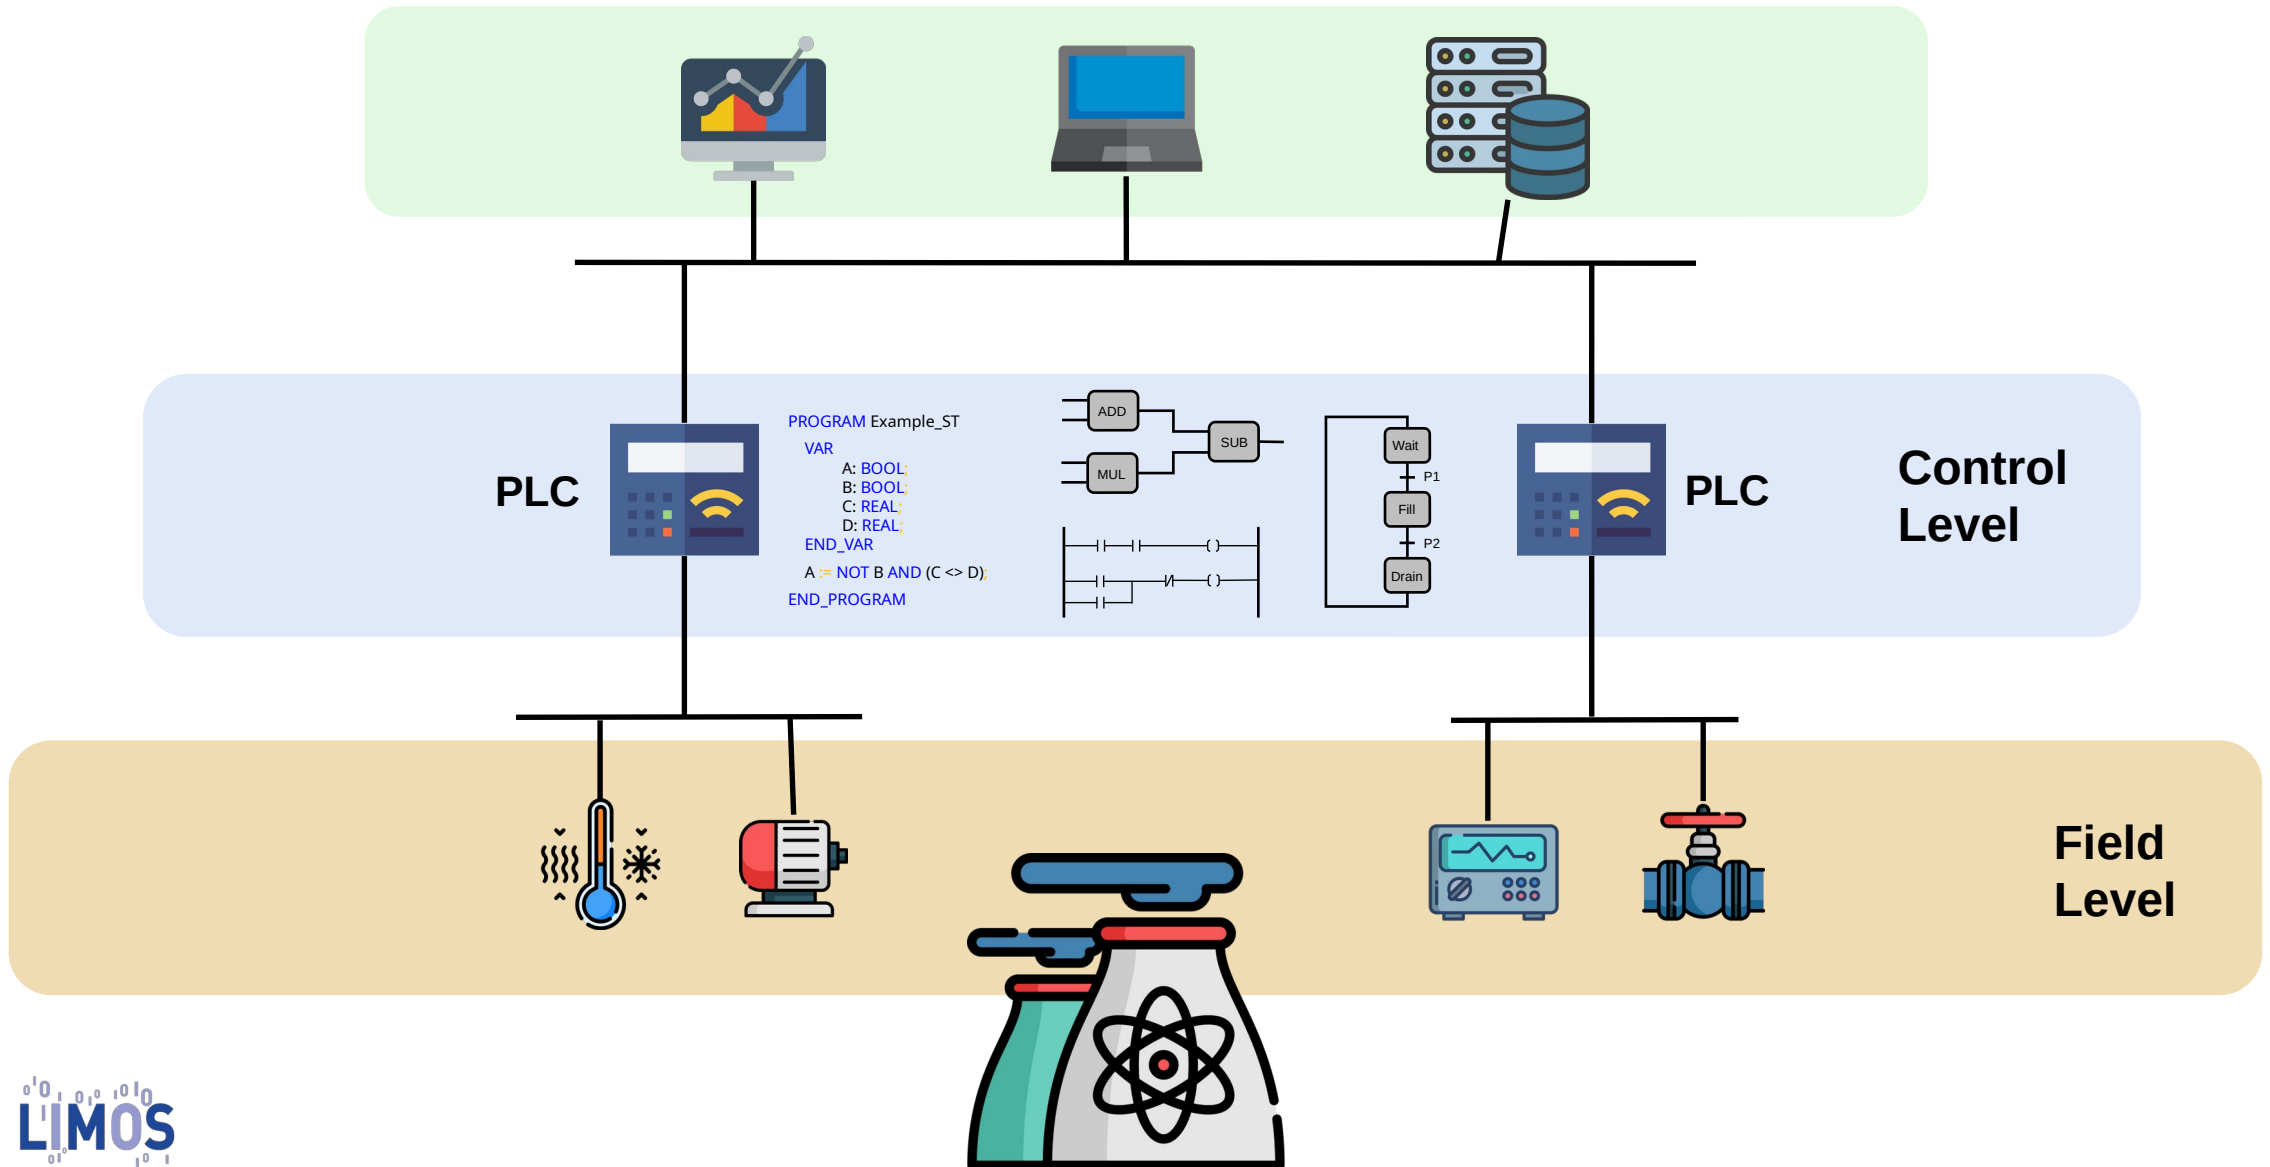 PLC
PROGRAM Example_ST
VAR
A: BOOL;
B: BOOL;
C: REAL;
D: REAL;
END_VAR
A := NOT B AND (C <> D);
END_PROGRAM
ADD
MUL
SUB
Wait
P1
Fill
P2
Drain
PLC
Control
Level
Field
Level
LIMOS